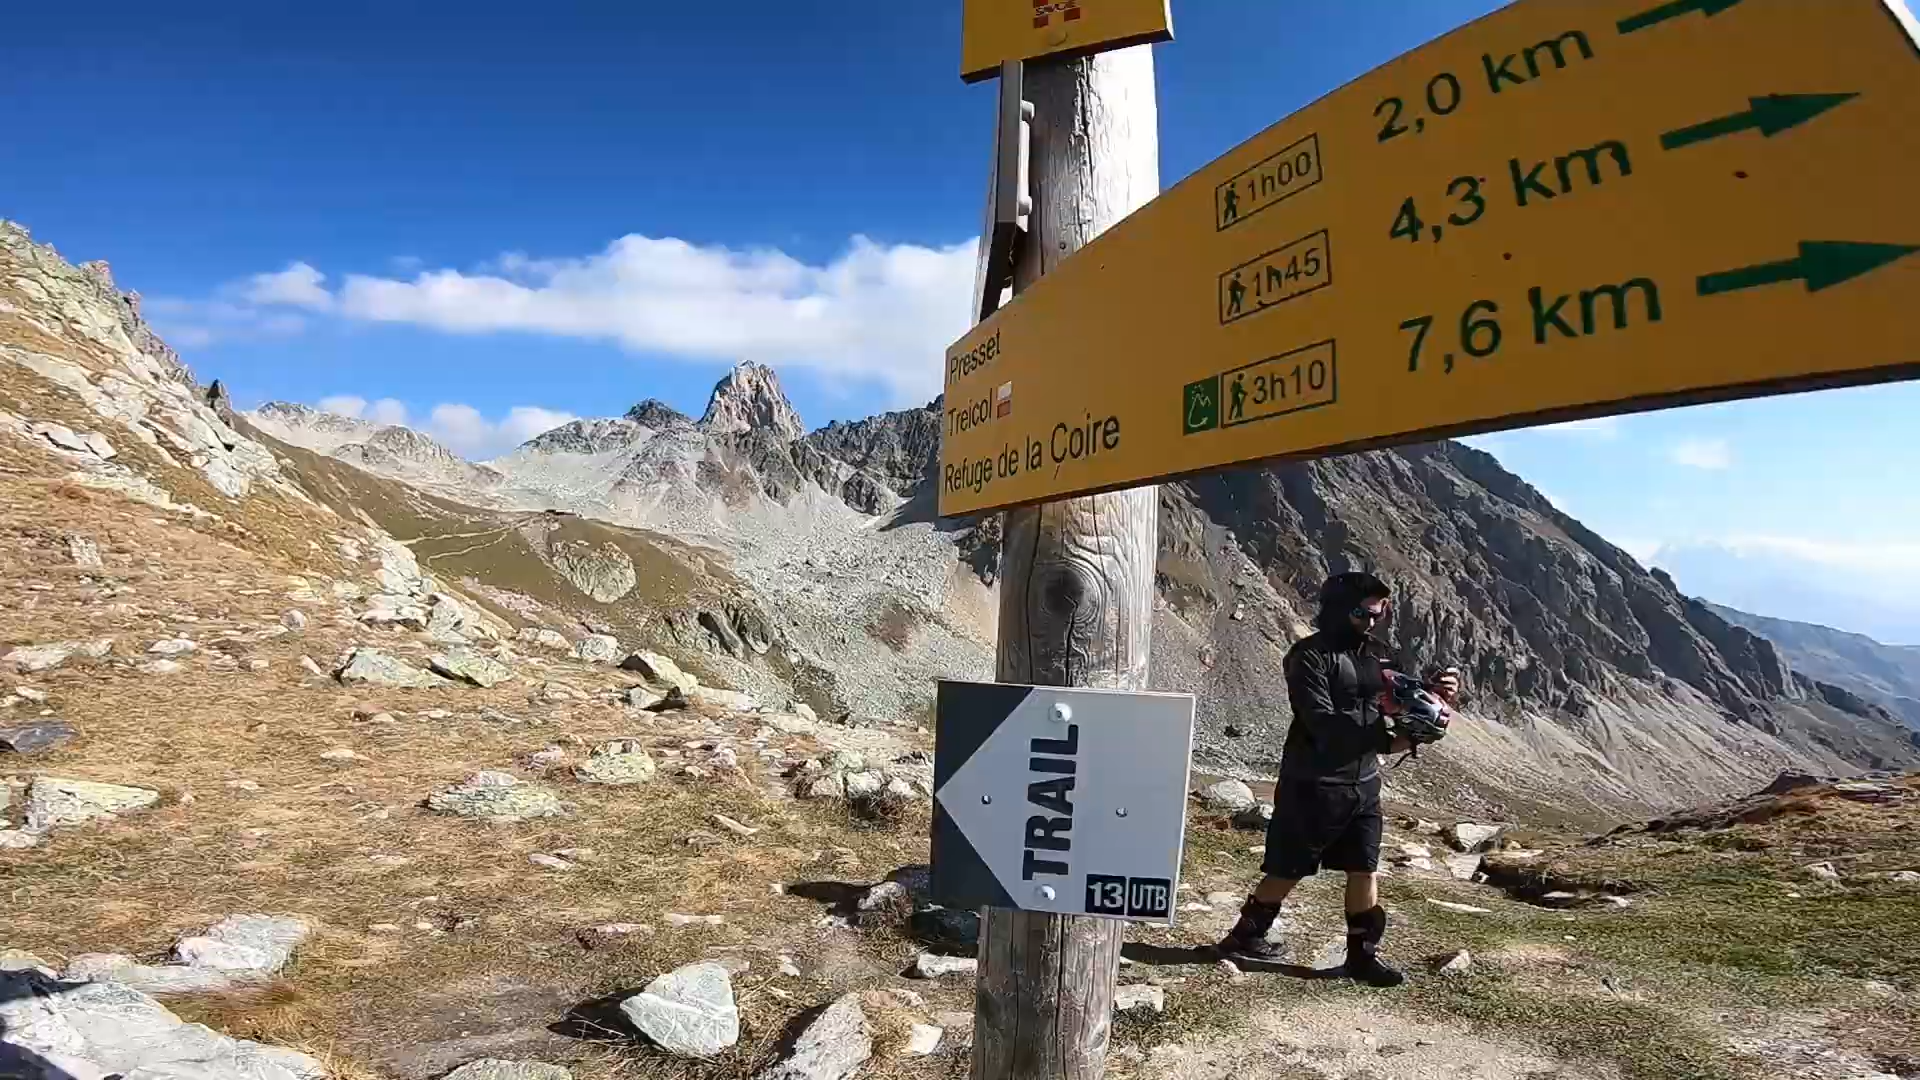 SAVOIE
Presset 1h00 2,0 km
Treicol 1h45 4,3 km
Refuge de la Coire 3h10 7,6 km
TRAIL
13 UTB